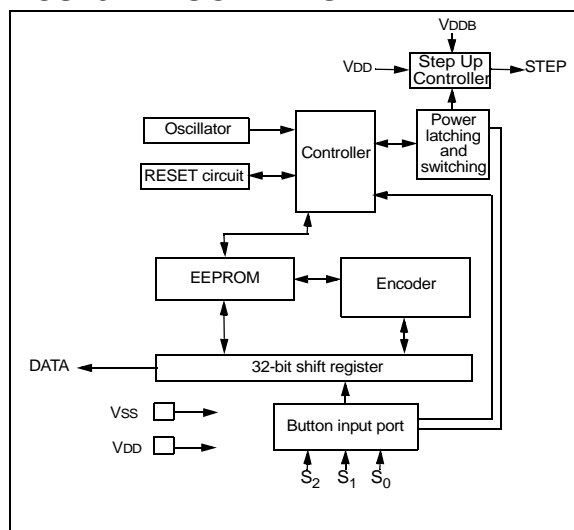 VDDB
VDD
Step Up
Controller
STEP
Oscillator
Controller
Power
latching
and
switching
RESET circuit
EEPROM
Encoder
DATA
32-bit shift register
VSS
VDD
Button input port
S2 S1 S0